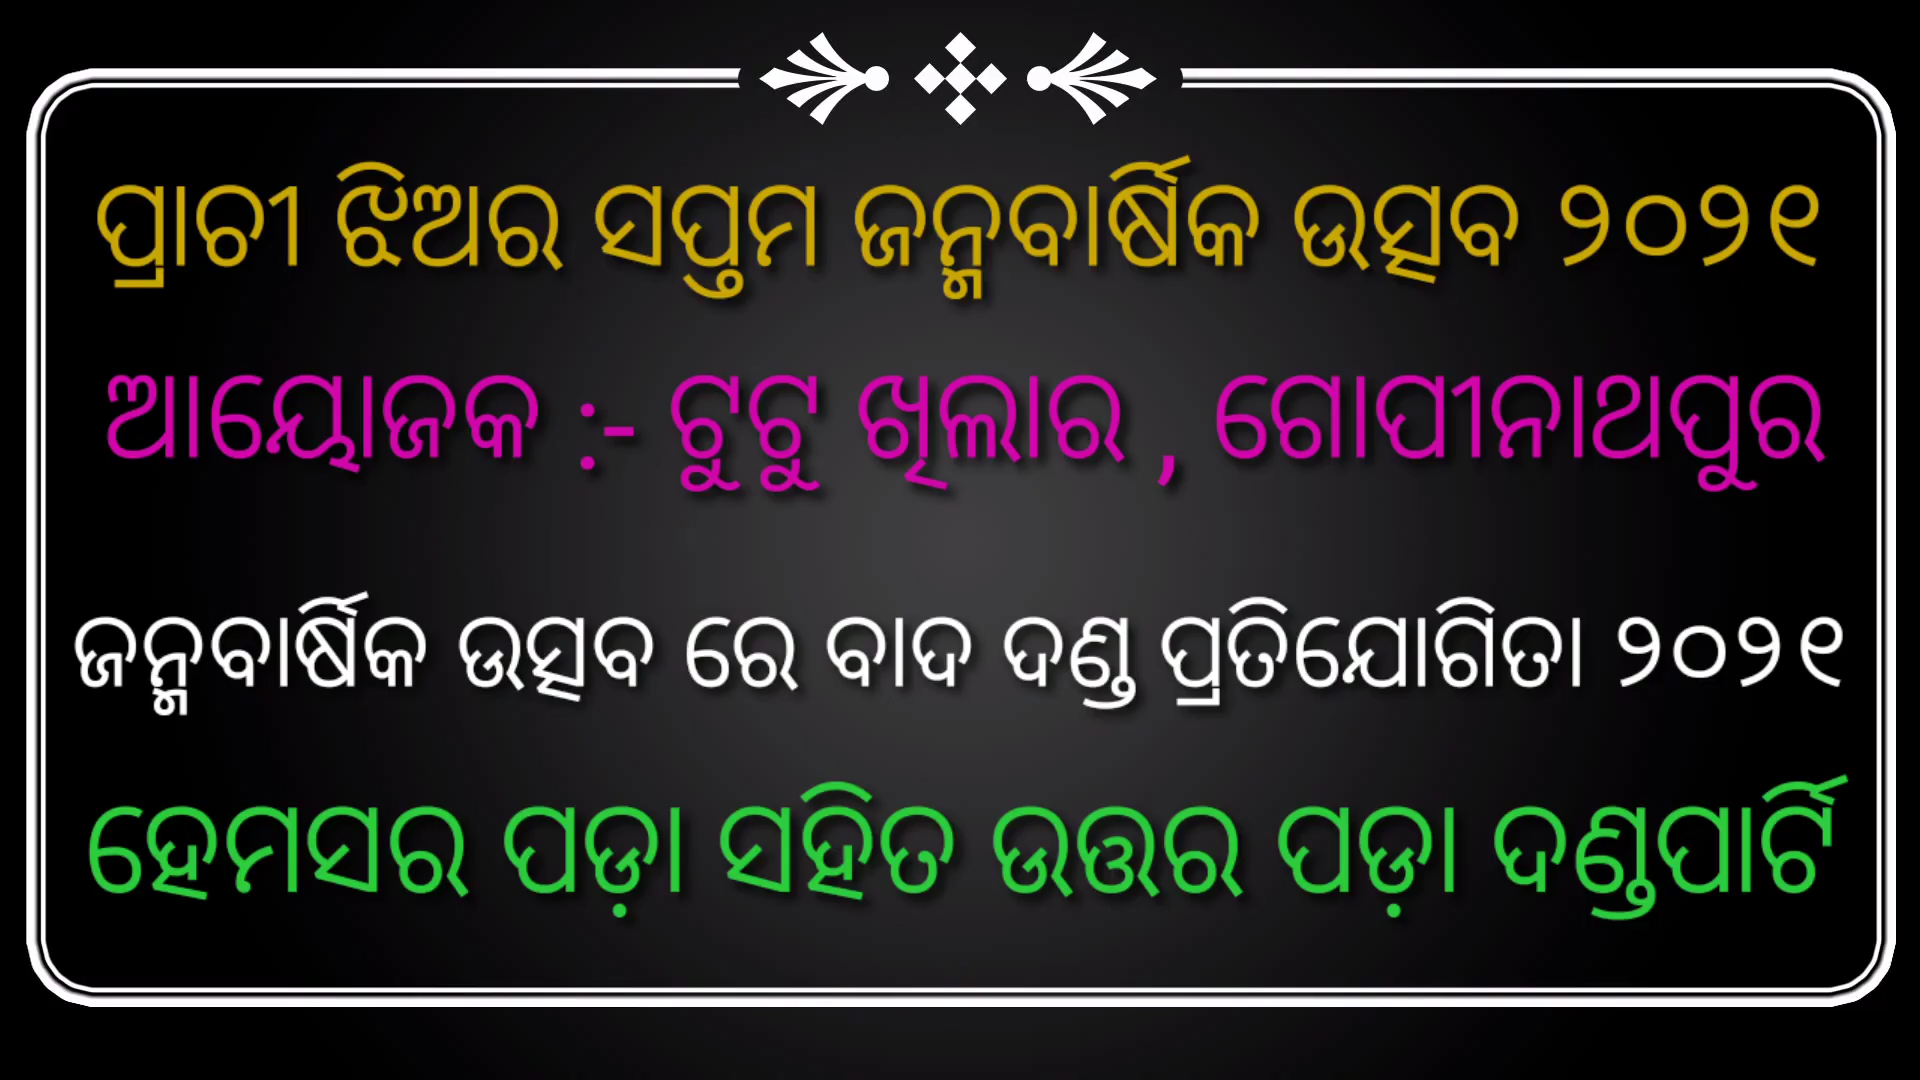 ପ୍ରାଚୀ ଝିଅର ସପ୍ତମ ଜନ୍ମବାର୍ଷିକ ଉତ୍ସବ ୨୦୨୧
ଆୟୋଜକ :- ଟୁଟୁ ଖିଲାର , ଗୋପୀନାଥପୁର
ଜନ୍ମବାର୍ଷିକ ଉତ୍ସବ ରେ ବାଦ ଦଣ୍ଡ ପ୍ରତିଯୋଗିତା ୨୦୨୧
ହେମସର ପଡ଼ା ସହିତ ଉତ୍ତର ପଡ଼ା ଦଣ୍ଡପାର୍ଟି